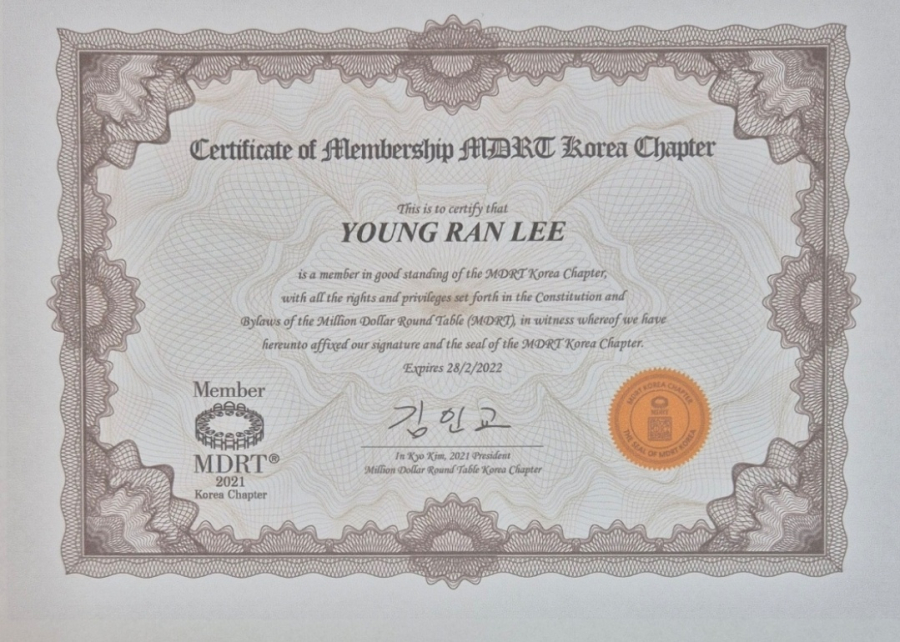 Certificate of Membership MDRT Korea Chapter
This is to certify that
YOUNG RAN LEE
is a member in good standing of the MDRT Korea Chapter,
with all the rights and privileges set forth in the Constitution and
Bylaws of the Million Dollar Round Table (MDRT), in witness whereof we have
hereunto affixed our signature and the seal of the MDRT Korea Chapter.
Expires 28/2/2022
Member
MDRT®
2021
Korea Chapter
김인교
In Kyo Kim, 2021 President
Million Dollar Round Table Korea Chapter
MDRT KOREA CHAPTER
MDRT
THE SEAL OF MDRT KOREA